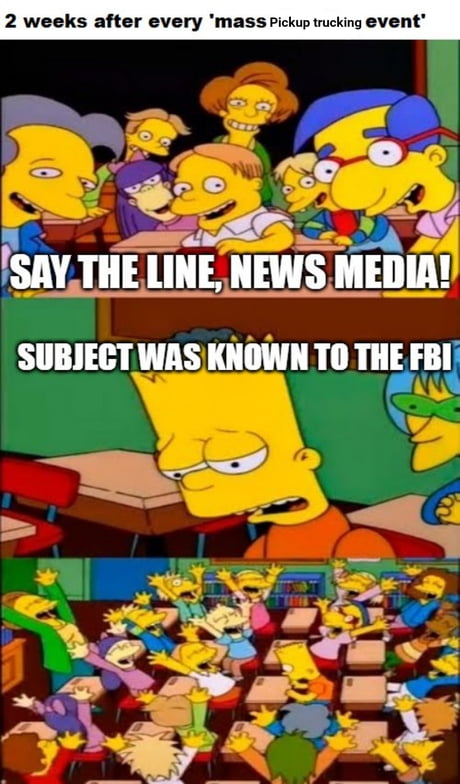 2 weeks after every 'mass Pickup trucking event'
SAY THE LINE, NEWS MEDIA!
SUBJECT WAS KNOWN TO THE FBI